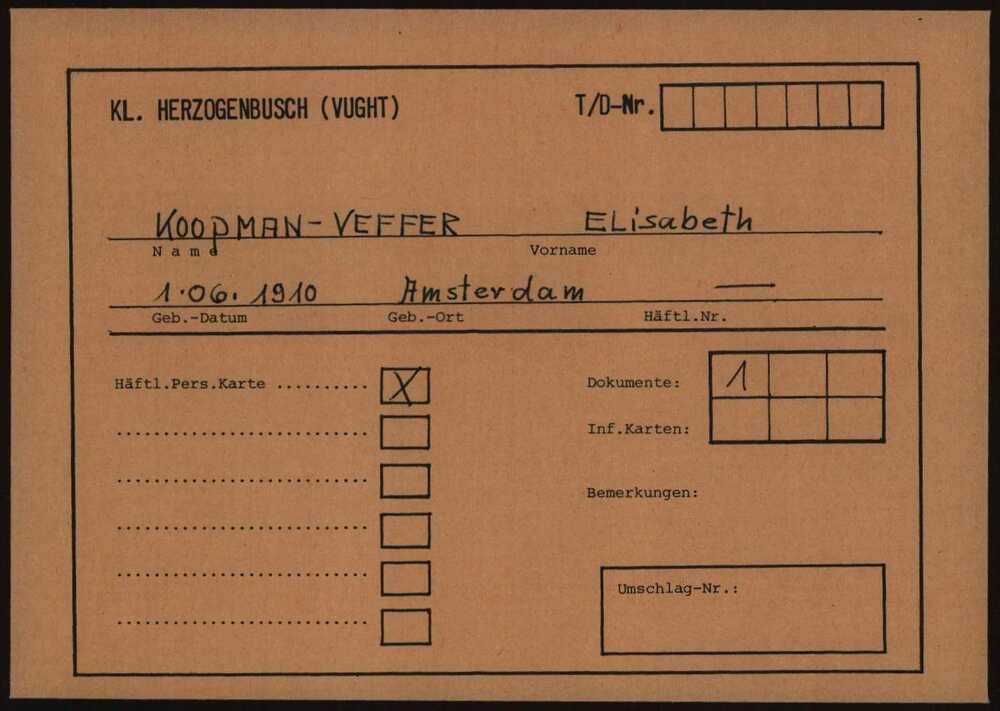 KL. HERZOGENBUSCH (VUGHT) T/D-Nr.
KOOPMAN-VEFFER ELisabeth
Name Vorname
1.06.1910 Amsterdam —
Geb.-Datum Geb.-Ort Häftl.Nr.
Häftl.Pers.Karte .......... X Dokumente: 1
Inf.Karten:
Bemerkungen:
Umschlag-Nr.: